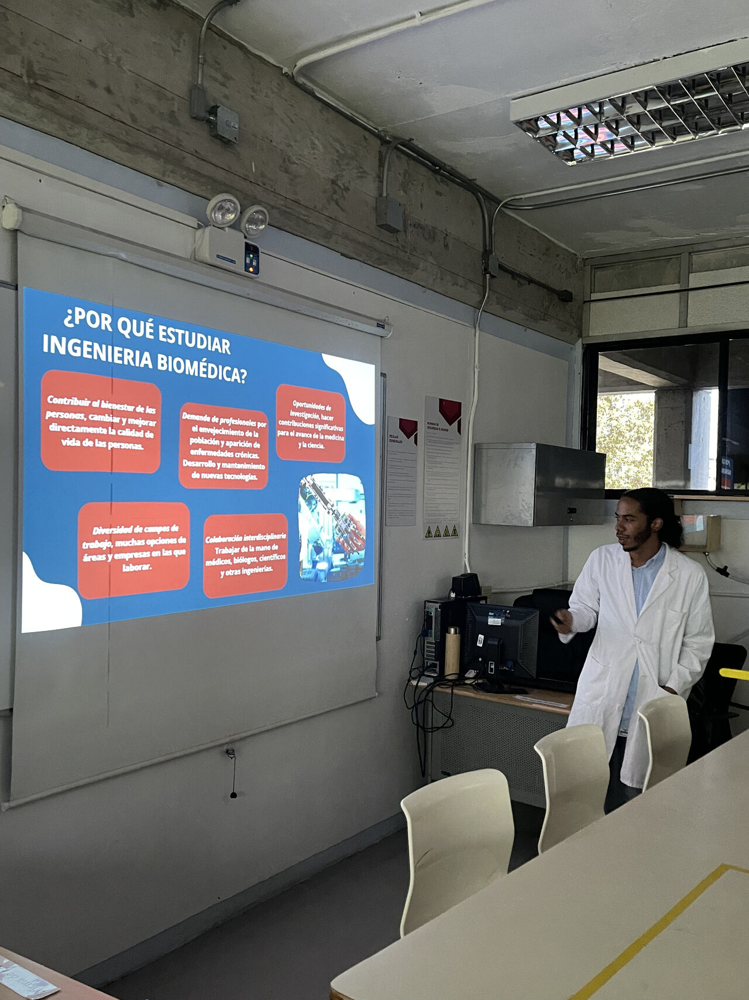 ¿POR QUÉ ESTUDIAR
INGENIERIA BIOMÉDICA?
Contribuir al bienestar de las
personas, cambiar y mejorar
directamente la calidad de
vida de las personas.
Demanda de profesionales por
el envejecimiento de la
población y aparición de
enfermedades crónicas.
Desarrollo y mantenimiento
de nuevas tecnologías.
Oportunidades de
investigación, hacer
contribuciones significativas
para el avance de la medicina
y la ciencia.
Diversidad de campos de
trabajo, muchas opciones de
áreas y empresas en las que
laborar.
Colaboración interdisciplinaria
Trabajar de la mano de
médicos, biólogos, científicos
y otras ingenierías.
REGLAS
GENERALES
NORMAS DE
SEGURIDAD E HIGIENE